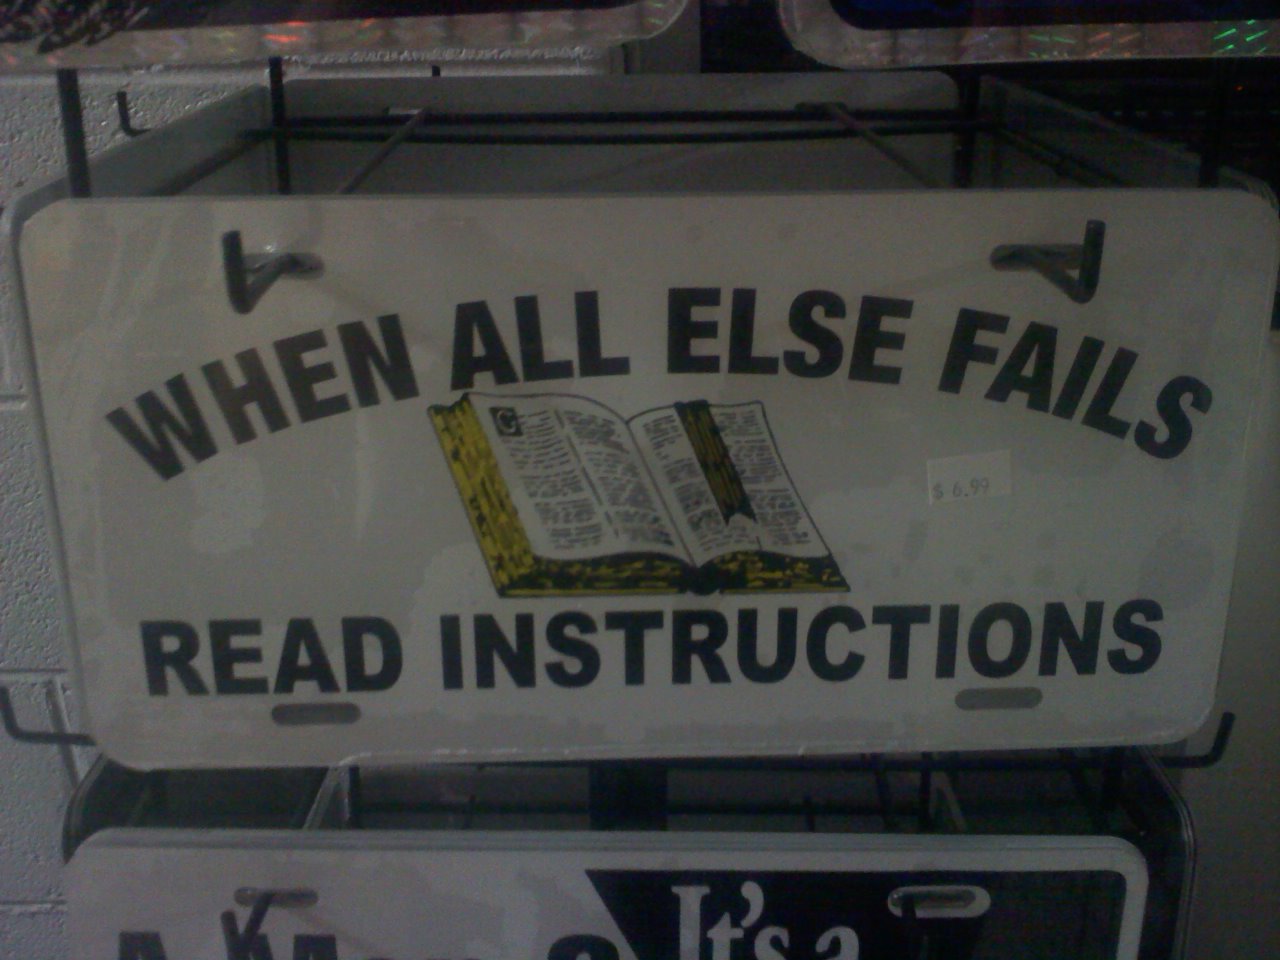 WHEN ALL ELSE FAILS
$ 6.99
READ INSTRUCTIONS
It's a